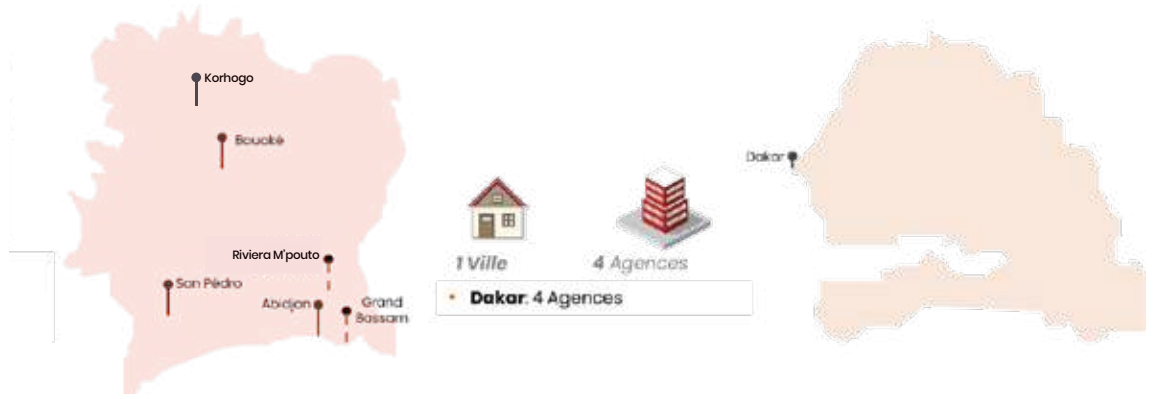 Korhogo
Bouaké
Riviera M'pouto
San Pédro
Abidjan
Grand
Bassam
1 Ville
4 Agences
• Dakar: 4 Agences
Dakar